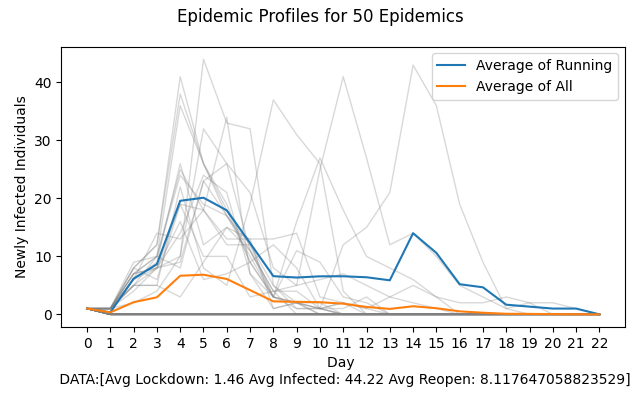 Epidemic Profiles for 50 Epidemics
Newly Infected Individuals
40
30
20
10
0
Average of Running
Average of All
0 1 2 3 4 5 6 7 8 9 10 11 12 13 14 15 16 17 18 19 20 21 22
Day
DATA:[Avg Lockdown: 1.46 Avg Infected: 44.22 Avg Reopen: 8.117647058823529]